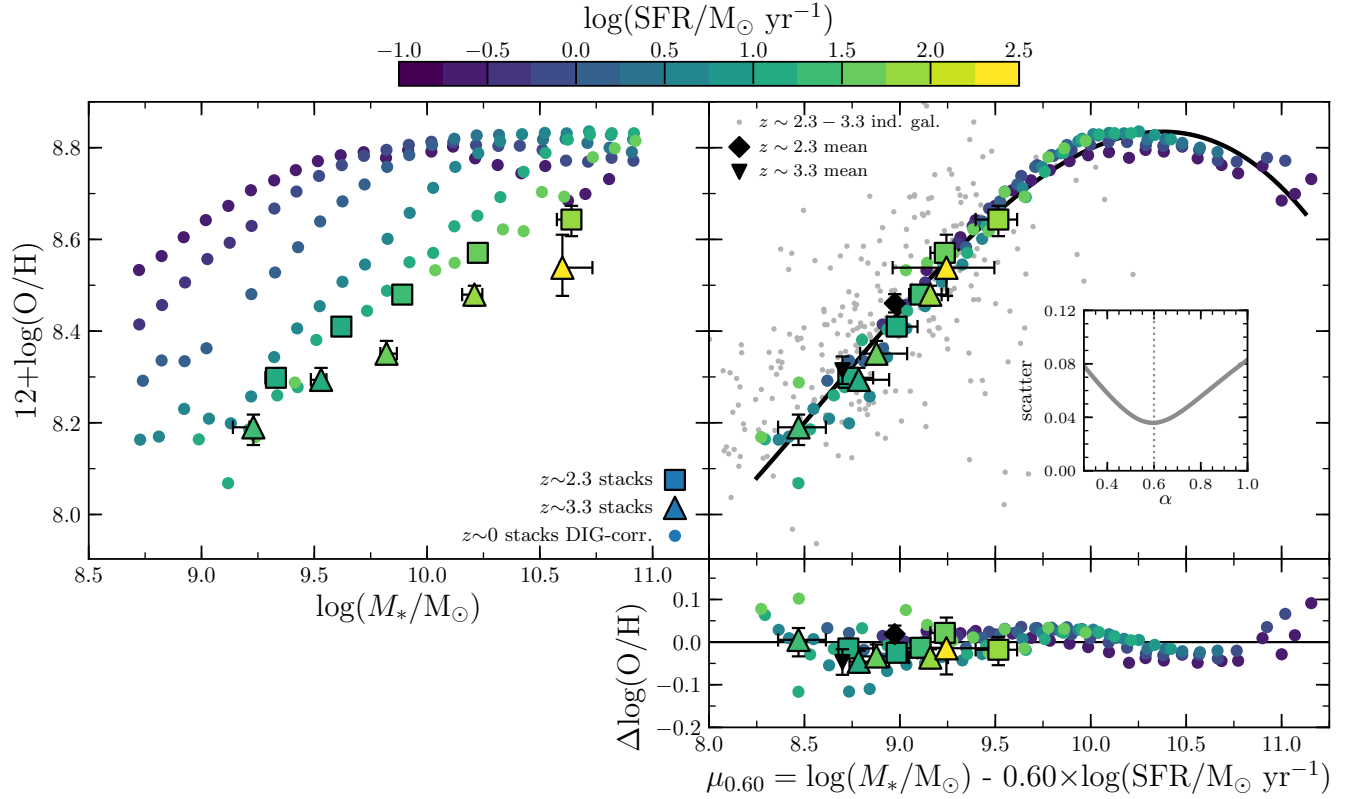 log(SFR/M⊙ yr⁻¹)
−1.0 −0.5 0.0 0.5 1.0 1.5 2.0 2.5
12+log(O/H)
8.8
8.6
8.4
8.2
8.0
z∼2.3 stacks
z∼3.3 stacks
z∼0 stacks DIG-corr.
8.5 9.0 9.5 10.0 10.5 11.0
log(M*/M⊙)
z ∼ 2.3 − 3.3 ind. gal.
z ∼ 2.3 mean
z ∼ 3.3 mean
scatter
0.12
0.08
0.04
0.00
0.4 0.6 0.8 1.0
α
Δlog(O/H)
0.1
0.0
−0.1
−0.2
8.0 8.5 9.0 9.5 10.0 10.5 11.0
μ₀.₆₀ = log(M*/M⊙) - 0.60×log(SFR/M⊙ yr⁻¹)